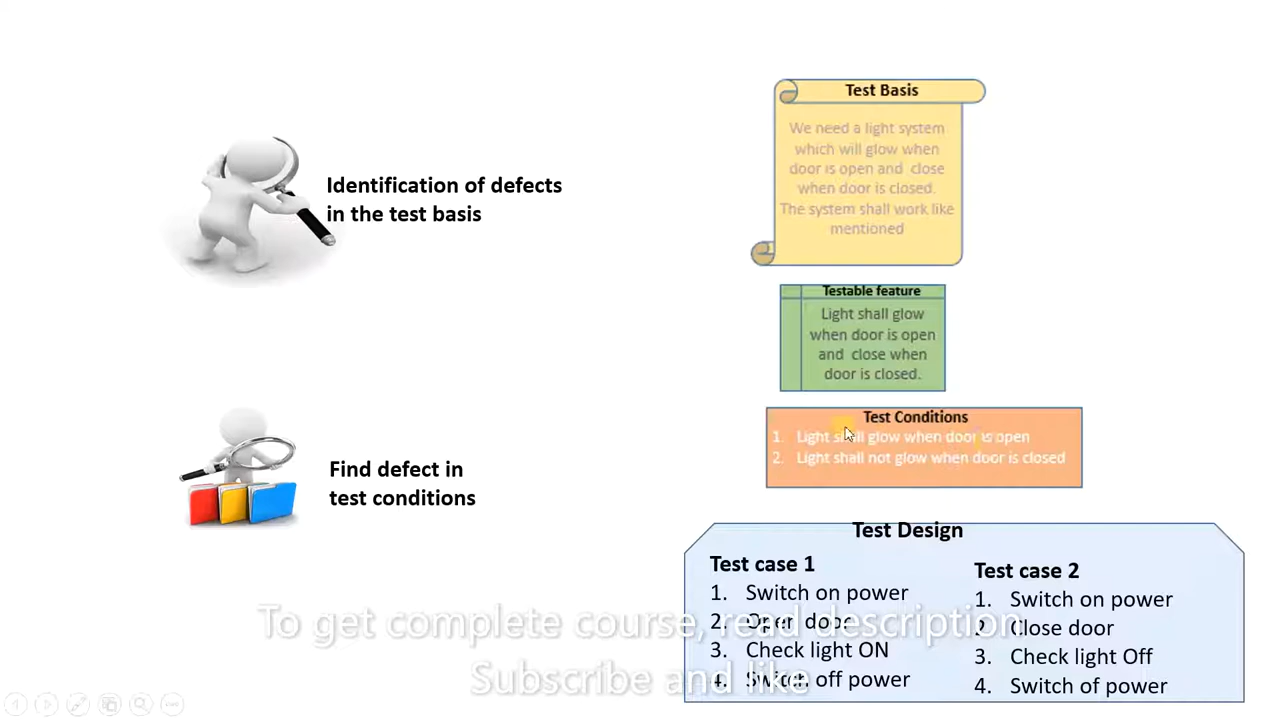 Identification of defects
in the test basis
Test Basis
We need a light system
which will glow when
door is open and close
when door is closed.
The system shall work like
mentioned
Testable feature
Light shall glow
when door is open
and close when
door is closed.
Find defect in
test conditions
Test Conditions
1. Light shall glow when door is open
2. Light shall not glow when door is closed
Test Design
Test case 1
1. Switch on power
2. Open door
3. Check light ON
4. Switch off power
Test case 2
1. Switch on power
2. Close door
3. Check light Off
4. Switch of power
To get complete course, read description
Subscribe and like